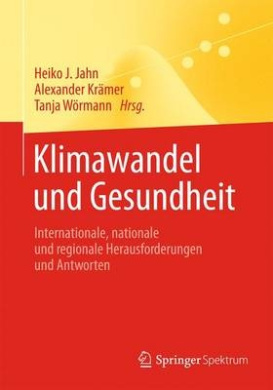 Heiko J. Jahn
Alexander Krämer
Tanja Wörmann Hrsg.
Klimawandel
und Gesundheit
Internationale, nationale
und regionale Herausforderungen
und Antworten
Springer Spektrum